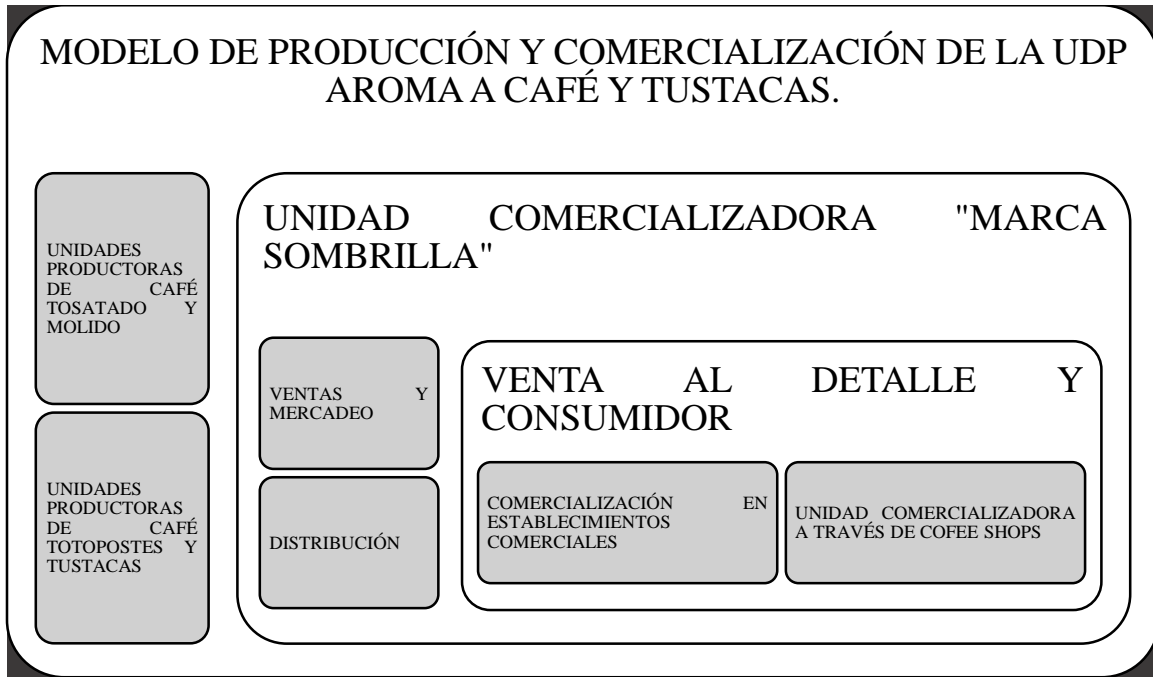 MODELO DE PRODUCCIÓN Y COMERCIALIZACIÓN DE LA UDP
AROMA A CAFÉ Y TUSTACAS.
UNIDADES
PRODUCTORAS
DE CAFÉ
TOSATADO Y
MOLIDO
UNIDADES
PRODUCTORAS
DE CAFÉ
TOTOPOSTES Y
TUSTACAS
UNIDAD COMERCIALIZADORA "MARCA
SOMBRILLA"
VENTAS Y
MERCADEO
DISTRIBUCIÓN
VENTA AL DETALLE Y
CONSUMIDOR
COMERCIALIZACIÓN EN
ESTABLECIMIENTOS
COMERCIALES
UNIDAD COMERCIALIZADORA
A TRAVÉS DE COFEE SHOPS